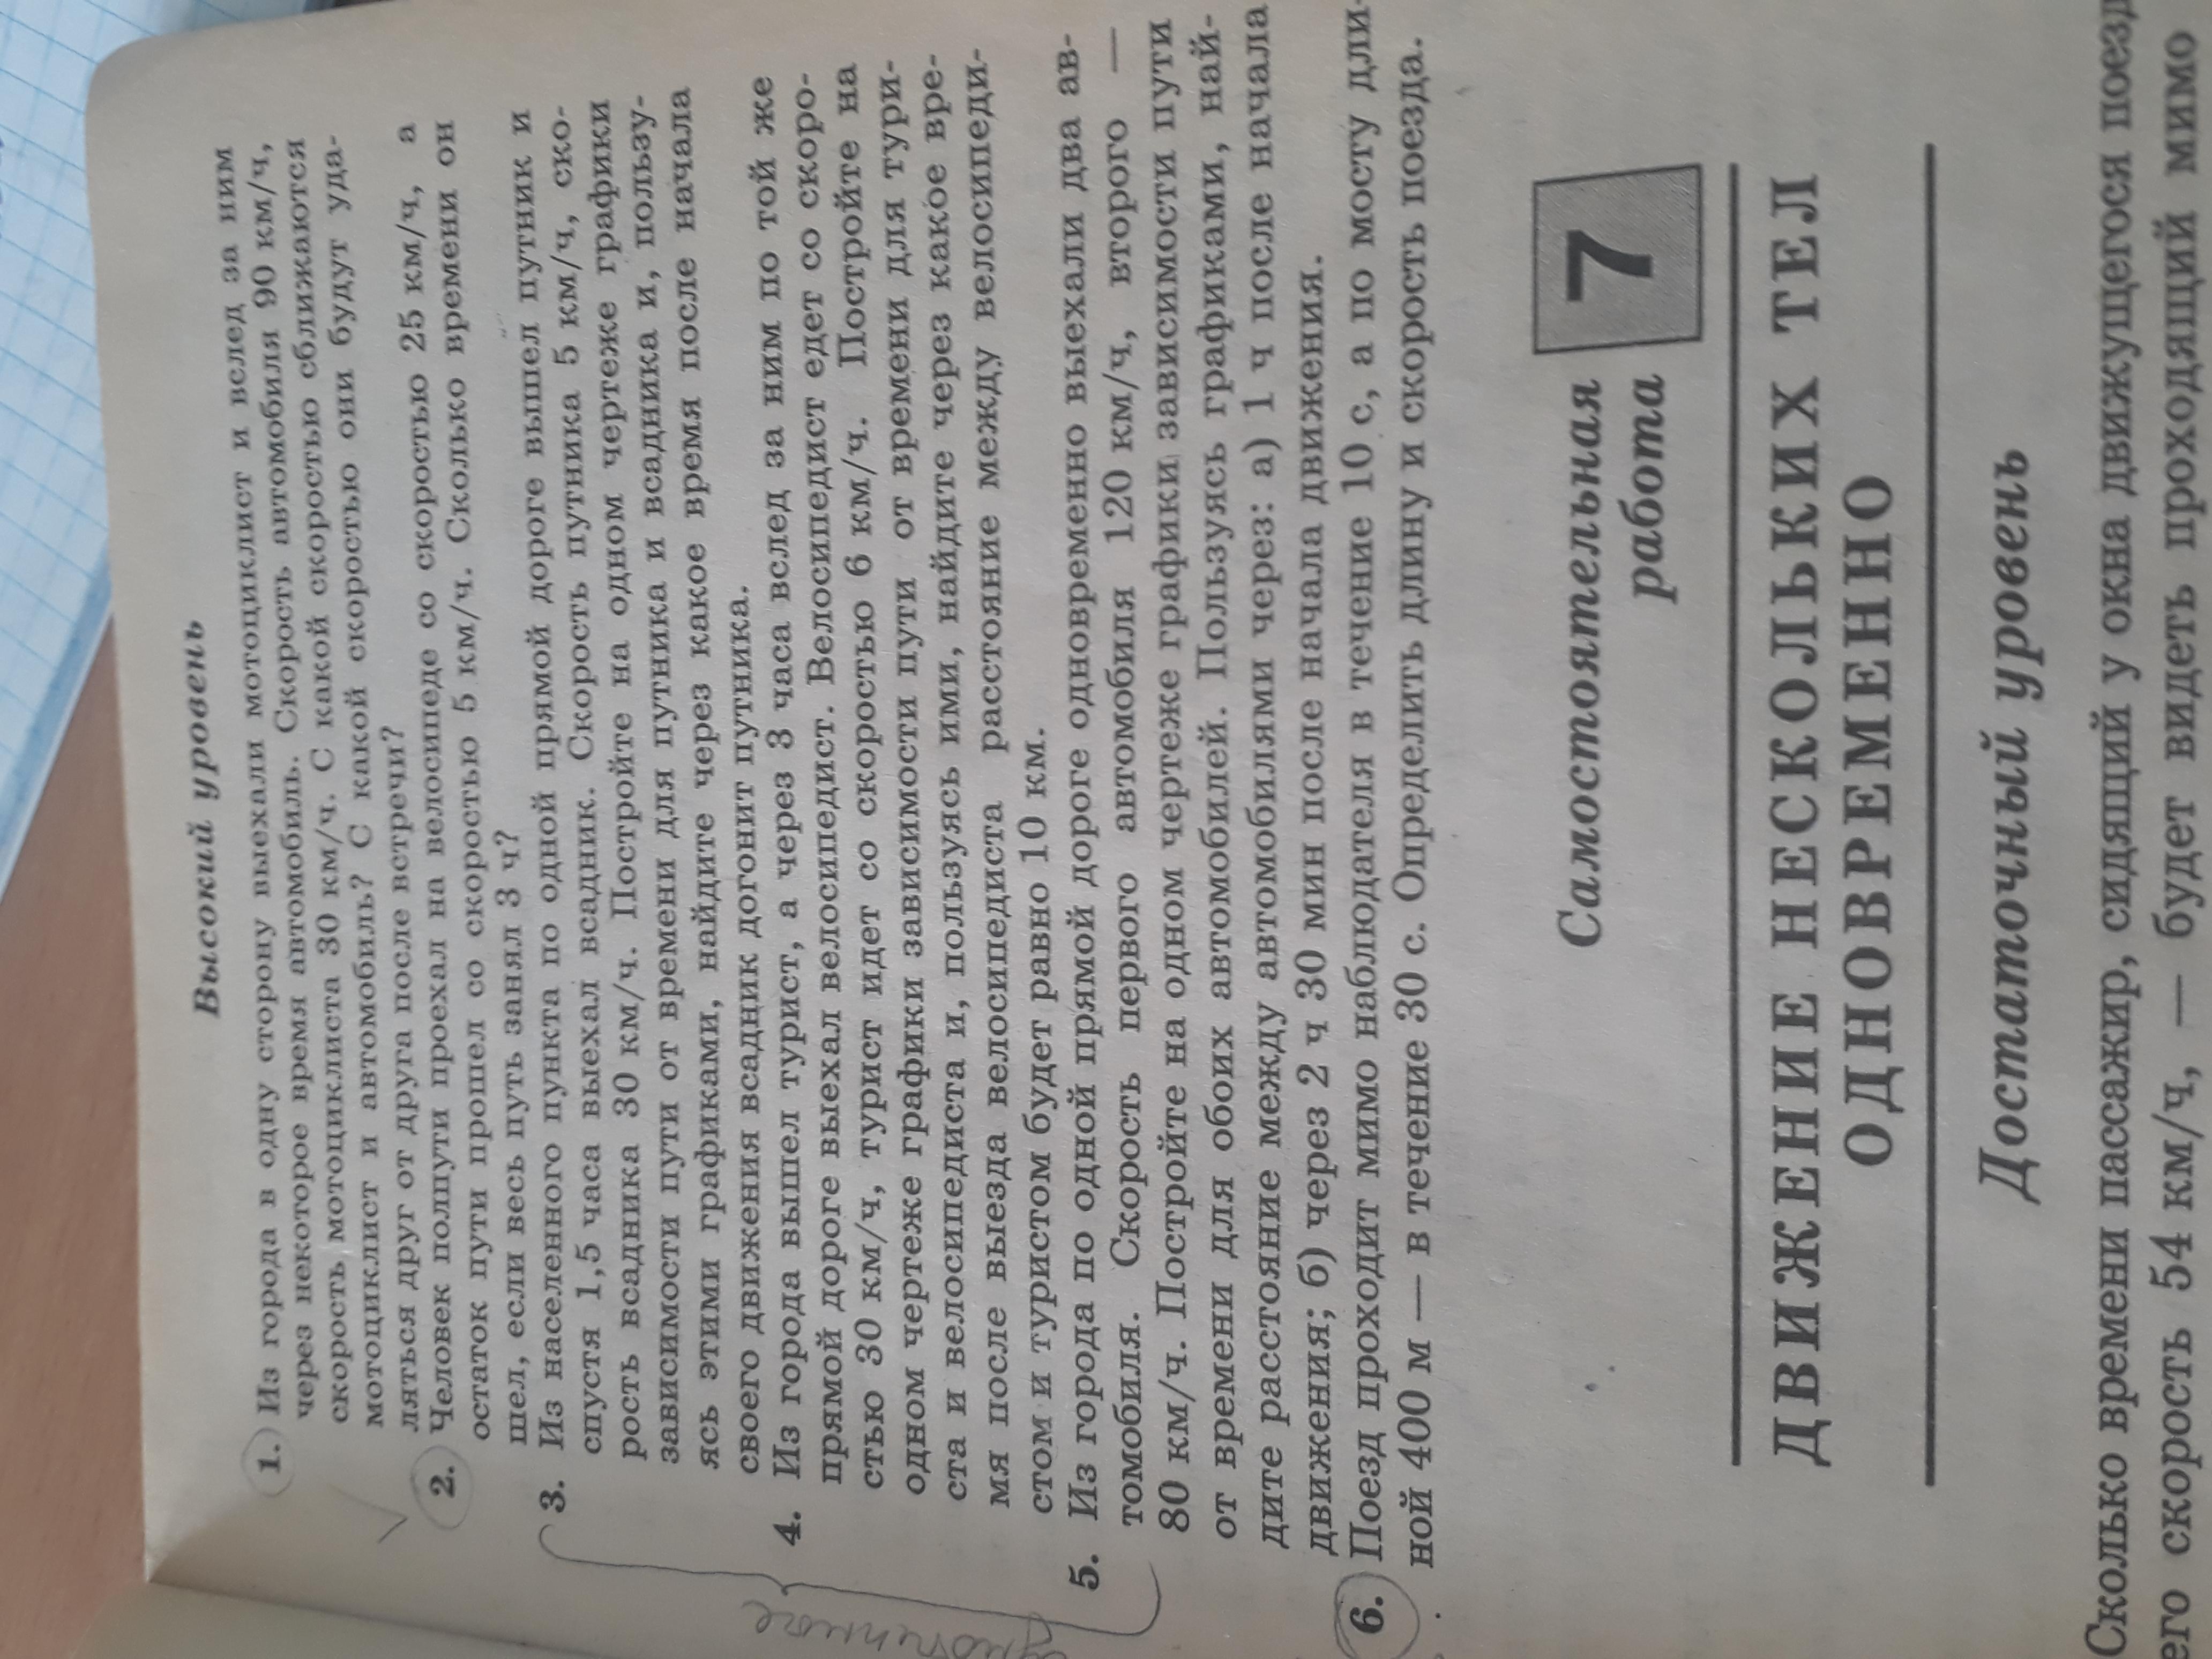 Высокий уровень
1. Из города в одну сторону выехали мотоциклист и вслед за ним
через некоторое время автомобиль. Скорость автомобиля 90 км/ч,
скорость мотоциклиста 30 км/ч. С какой скоростью сближаются
мотоциклист и автомобиль? С какой скоростью они будут уда-
ляться друг от друга после встречи?
2. Человек полпути проехал на велосипеде со скоростью 25 км/ч, а
остаток пути прошел со скоростью 5 км/ч. Сколько времени он
шел, если весь путь занял 3 ч?
3. Из населенного пункта по одной прямой дороге вышел путник и
спустя 1,5 часа выехал всадник. Скорость путника 5 км/ч, ско-
рость всадника 30 км/ч. Постройте на одном чертеже графики
зависимости пути от времени для путника и всадника и, пользу-
ясь этими графиками, найдите через какое время после начала
своего движения всадник догонит путника.
4. Из города вышел турист, а через 3 часа вслед за ним по той же
прямой дороге выехал велосипедист. Велосипедист едет со скоро-
стью 30 км/ч, турист идет со скоростью 6 км/ч. Постройте на
одном чертеже графики зависимости пути от времени для тури-
ста и велосипедиста и, пользуясь ими, найдите через какое вре-
мя после выезда велосипедиста расстояние между велосипеди-
стом и туристом будет равно 10 км.
5. Из города по одной прямой дороге одновременно выехали два ав-
томобиля. Скорость первого автомобиля 120 км/ч, второго —
80 км/ч. Постройте на одном чертеже графики зависимости пути
от времени для обоих автомобилей. Пользуясь графиками, най-
дите расстояние между автомобилями через: а) 1 ч после начала
движения; б) через 2 ч 30 мин после начала движения.
6. Поезд проходит мимо наблюдателя в течение 10 с, а по мосту дли-
ной 400 м — в течение 30 с. Определить длину и скорость поезда.
Самостоятельная
работа
7
ДВИЖЕНИЕ НЕСКОЛЬКИХ ТЕЛ
ОДНОВРЕМЕННО
Достаточный уровень
Сколько времени пассажир, сидящий у окна движущегося поезд
его скорость 54 км/ч, — будет видеть проходящий мимо